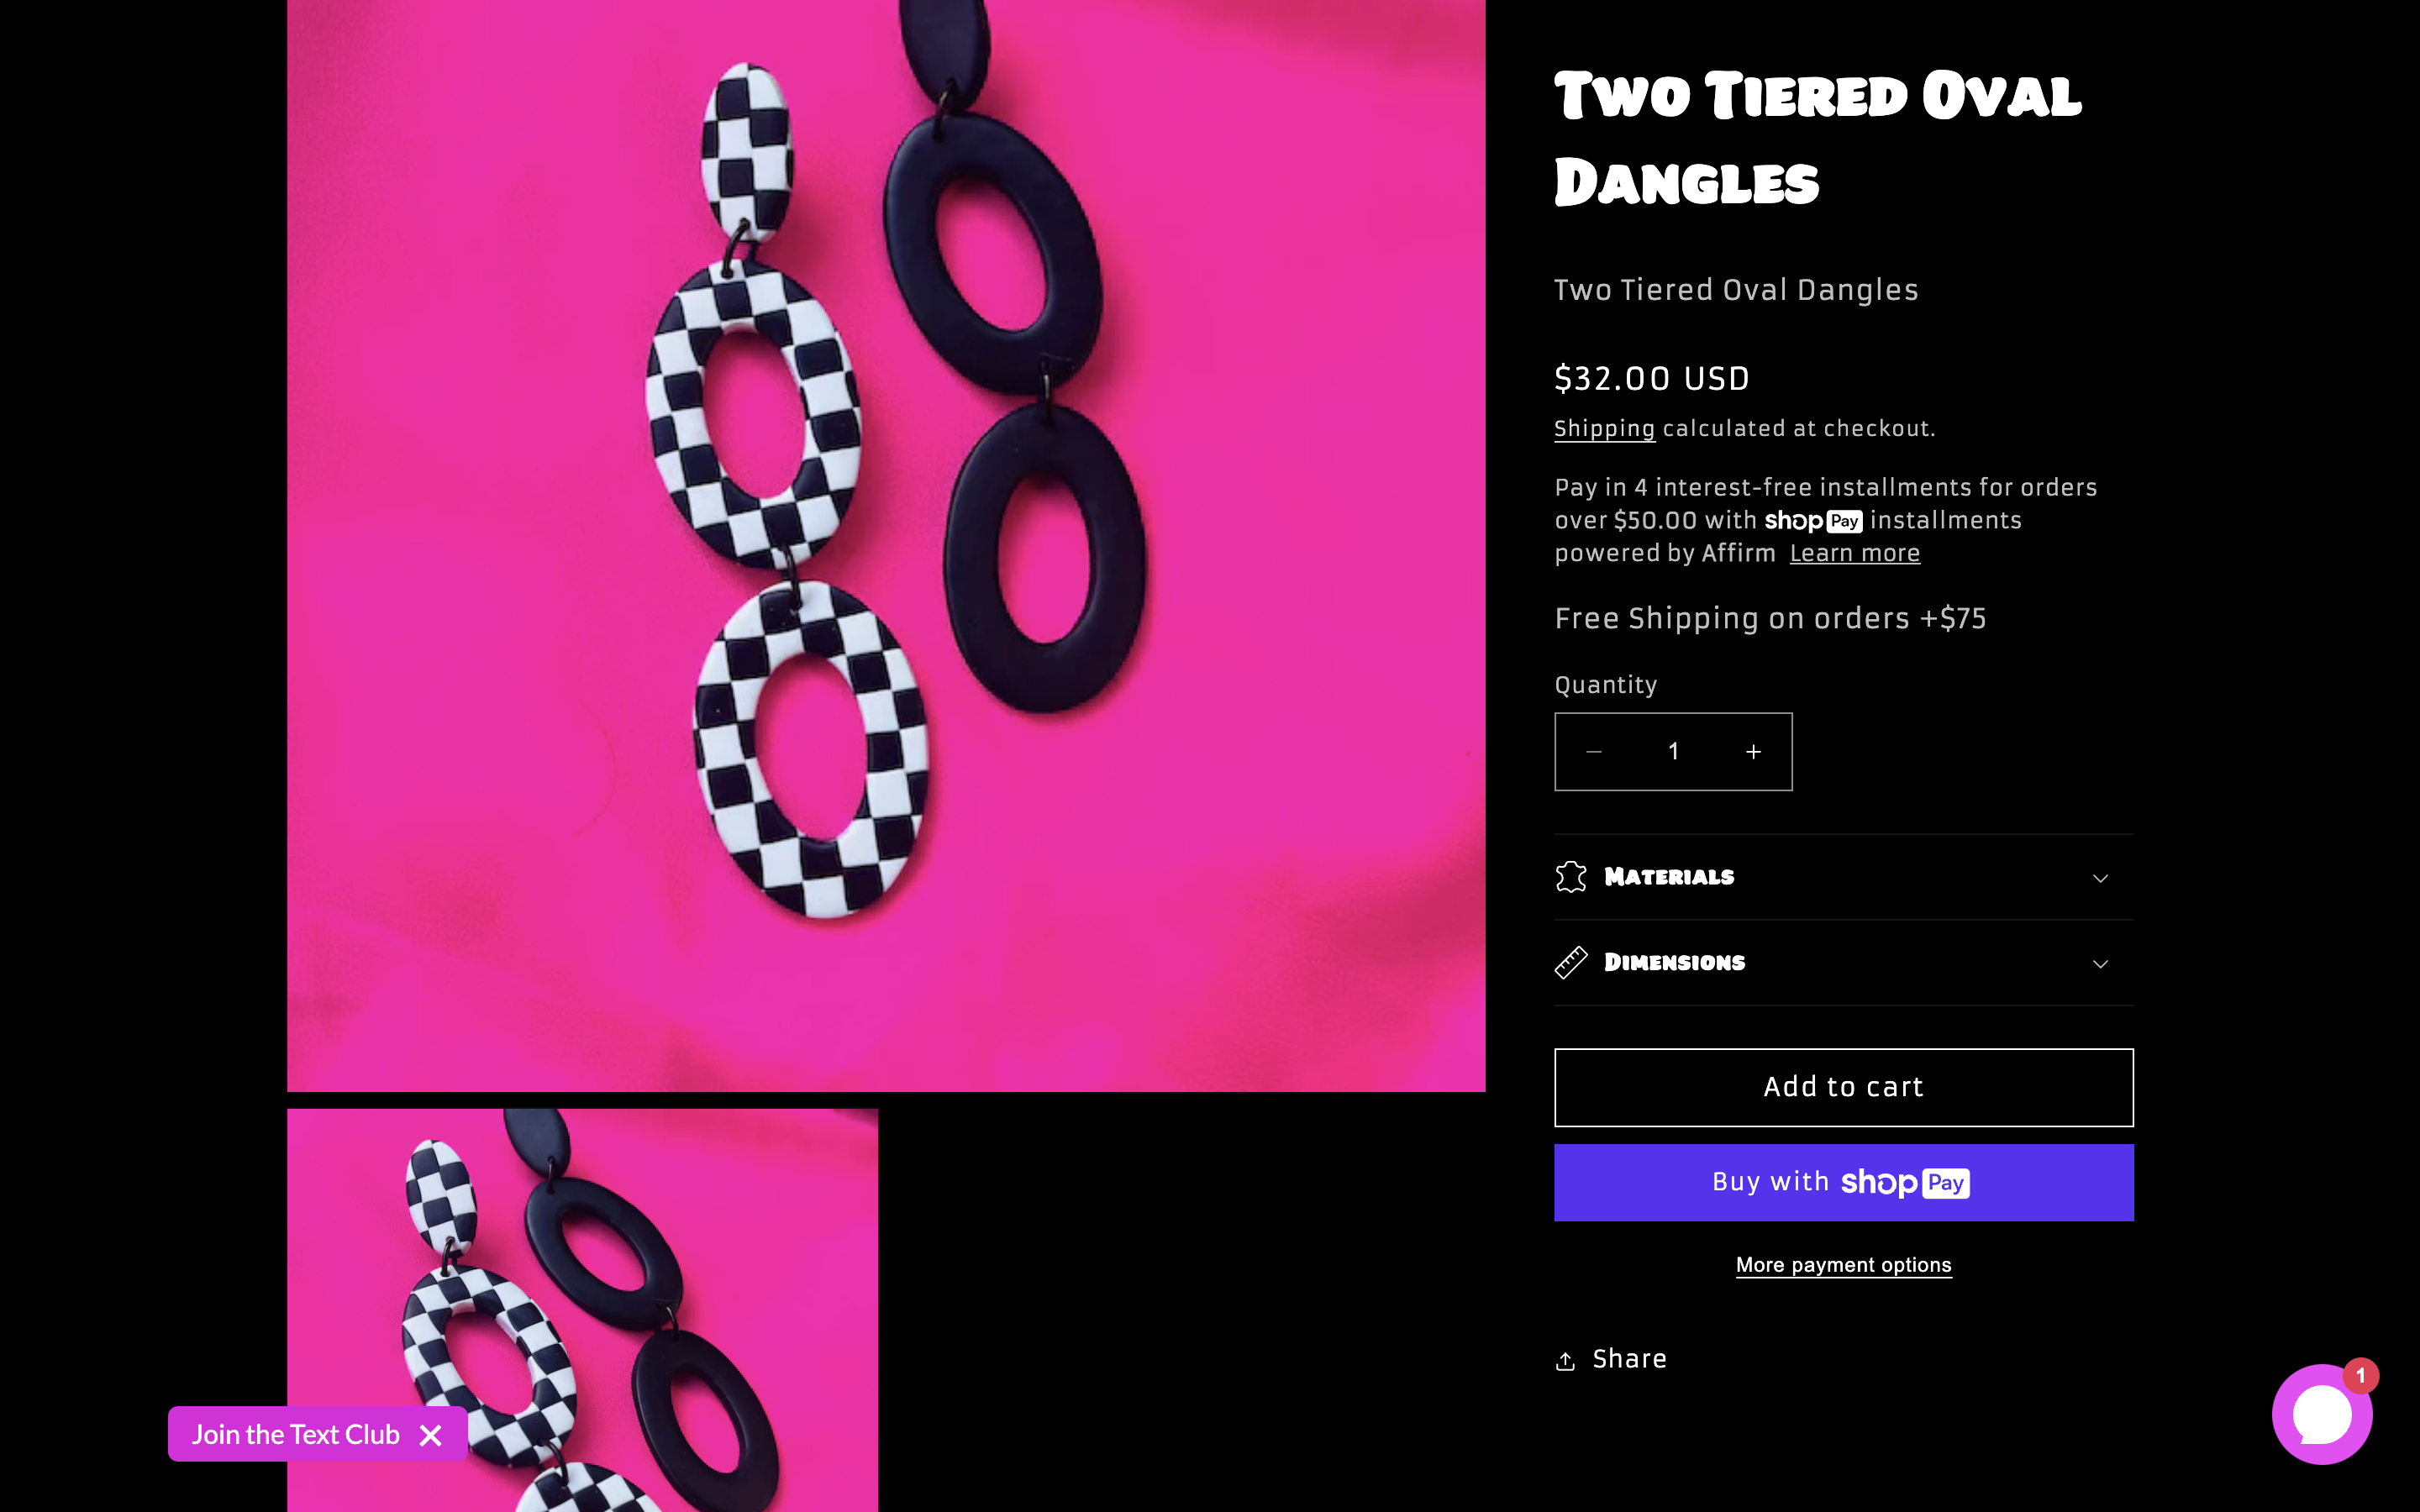 Two Tiered Oval
Dangles
Two Tiered Oval Dangles
$32.00 USD
Shipping calculated at checkout.
Pay in 4 interest-free installments for orders
over $50.00 with shop Pay installments
powered by Affirm Learn more
Free Shipping on orders +$75
Quantity
1
Materials
Dimensions
Add to cart
Buy with shop Pay
More payment options
Share
1
Join the Text Club